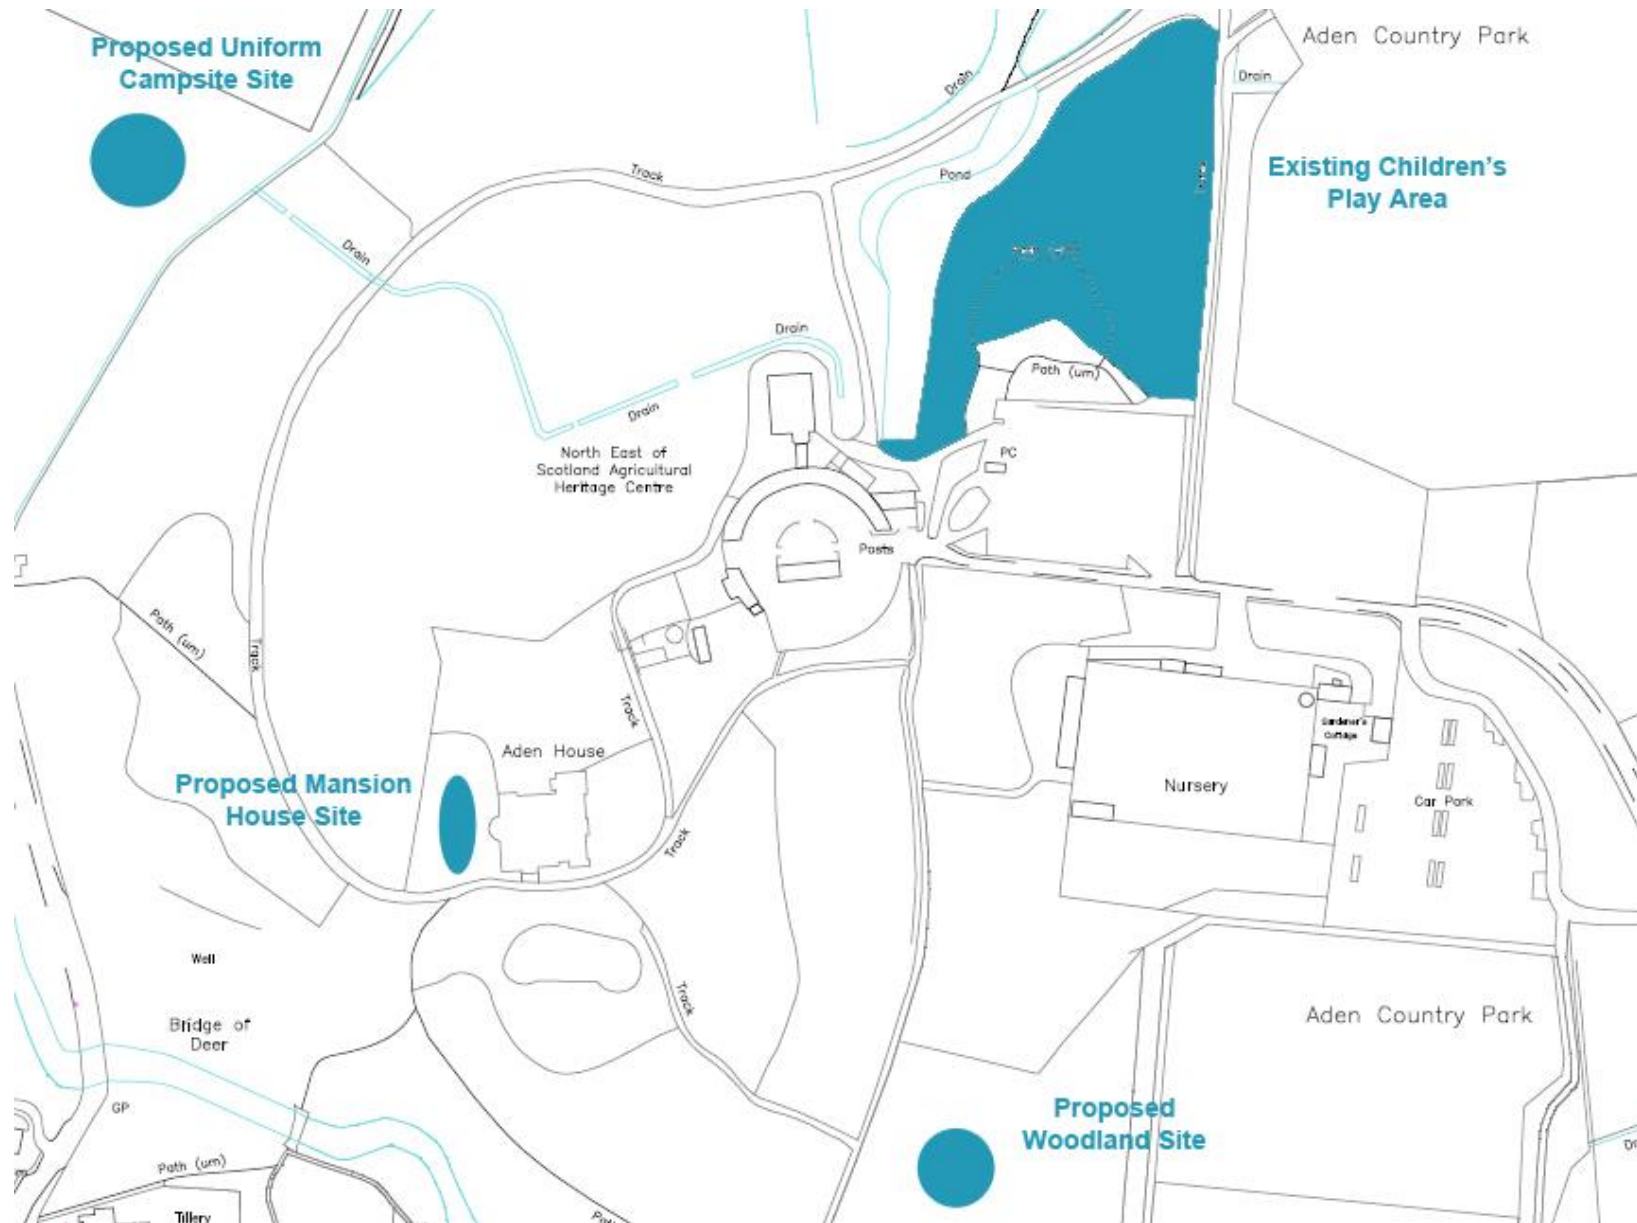 Proposed Uniform
Campsite Site
Aden Country Park
Drain
Drain
Existing Children's
Play Area
Track
Pond
Drain
Drain
Path (um)
Drain
North East of
Scotland Agricultural
Heritage Centre
PC
Posts
Path (um)
Track
Track
Gardener's
Cottage
Aden House
Proposed Mansion
House Site
Nursery
Car Park
Track
Well
Track
Bridge of
Deer
Aden Country Park
GP
Proposed
Woodland Site
Path (um)
Tillery